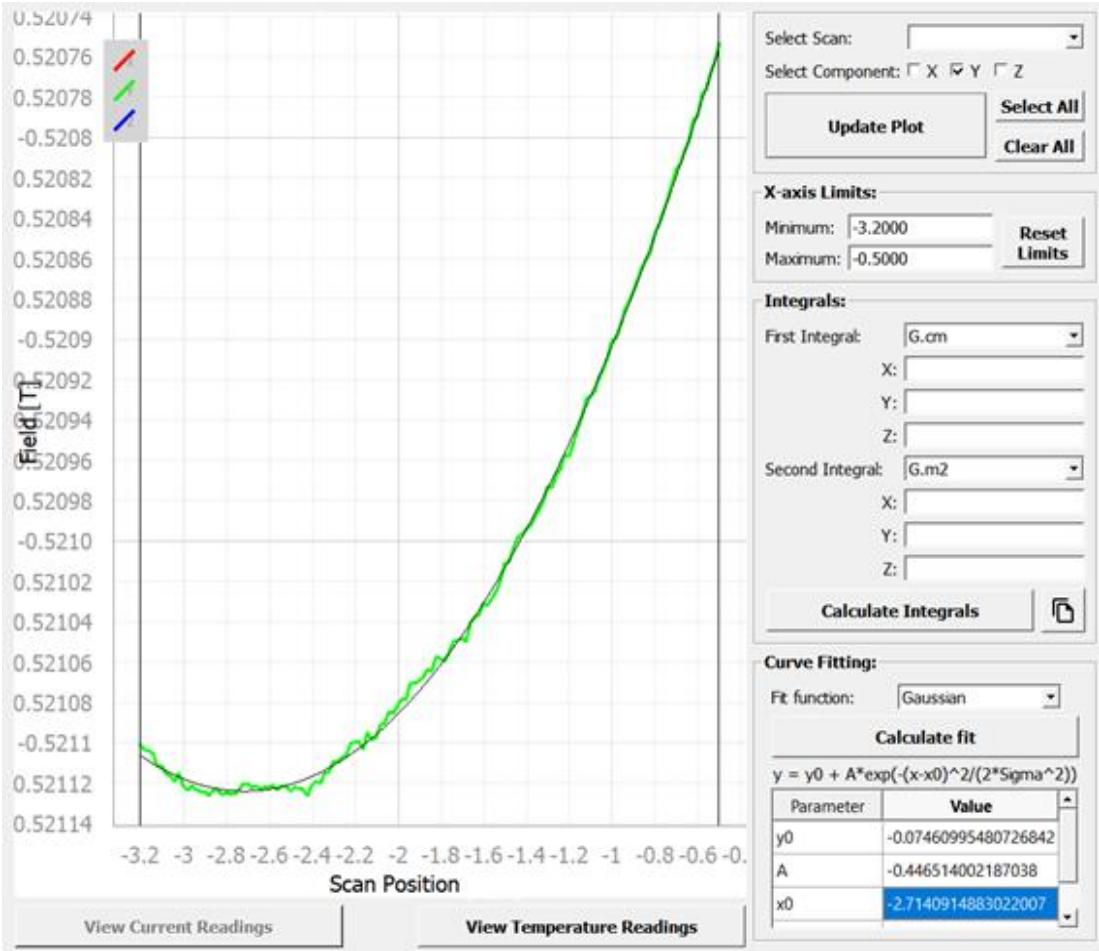 0.52074
0.52076
0.52078
-0.5208
0.52082
0.52084
0.52086
0.52088
-0.5209
0.52092
0.52094
0.52096
0.52098
-0.5210
0.52102
0.52104
0.52106
0.52108
-0.5211
0.52112
0.52114
Field [T]
-3.2 -3 -2.8 -2.6 -2.4 -2.2 -2 -1.8 -1.6 -1.4 -1.2 -1 -0.8 -0.6 -0.
Scan Position
View Current Readings
View Temperature Readings
Select Scan:
Select Component: X Y Z
Update Plot
Select All
Clear All
X-axis Limits:
Minimum: -3.2000
Maximum: -0.5000
Reset
Limits
Integrals:
First Integral: G.cm
X:
Y:
Z:
Second Integral: G.m2
X:
Y:
Z:
Calculate Integrals
Curve Fitting:
Fit function: Gaussian
Calculate fit
y = y0 + A*exp(-(x-x0)^2/(2*Sigma^2))
Parameter Value
y0 -0.07460995480726842
A -0.446514002187038
x0 -2.7140914883022007